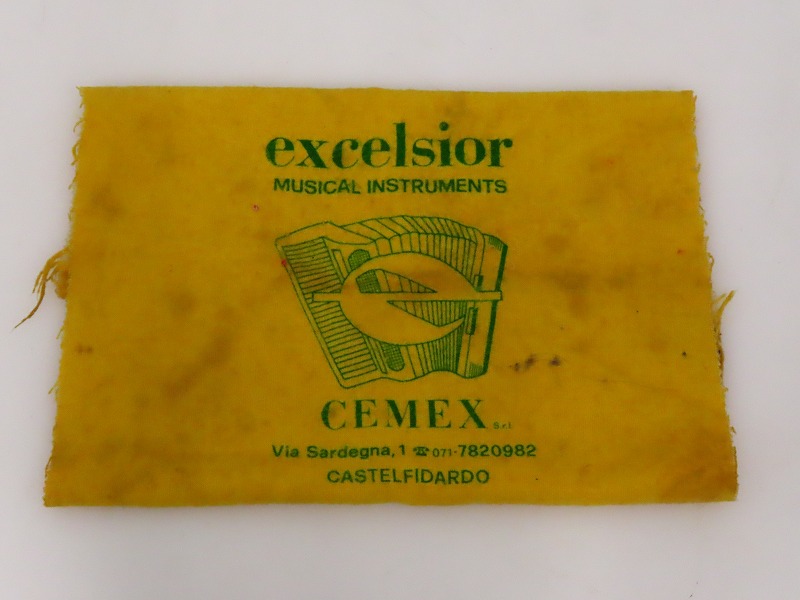 excelsior
MUSICAL INSTRUMENTS
CEMEX S.r.l.
Via Sardegna, 1 ☎ 071-7820982
CASTELFIDARDO